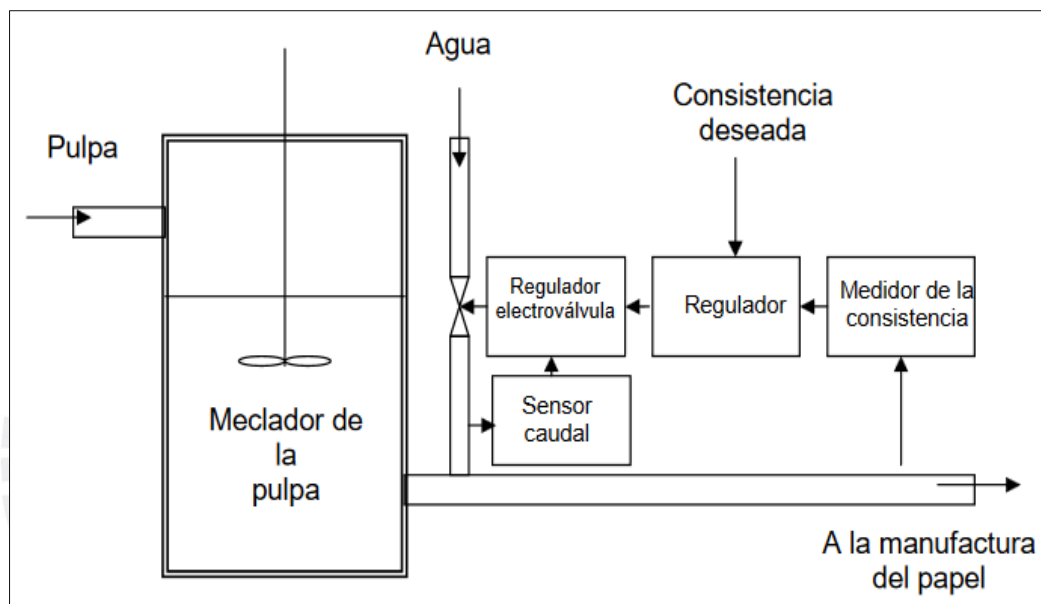 Agua
Pulpa
Consistencia
deseada
Regulador
electroválvula
Regulador
Medidor de la
consistencia
Sensor
caudal
Meclador de
la
pulpa
A la manufactura
del papel